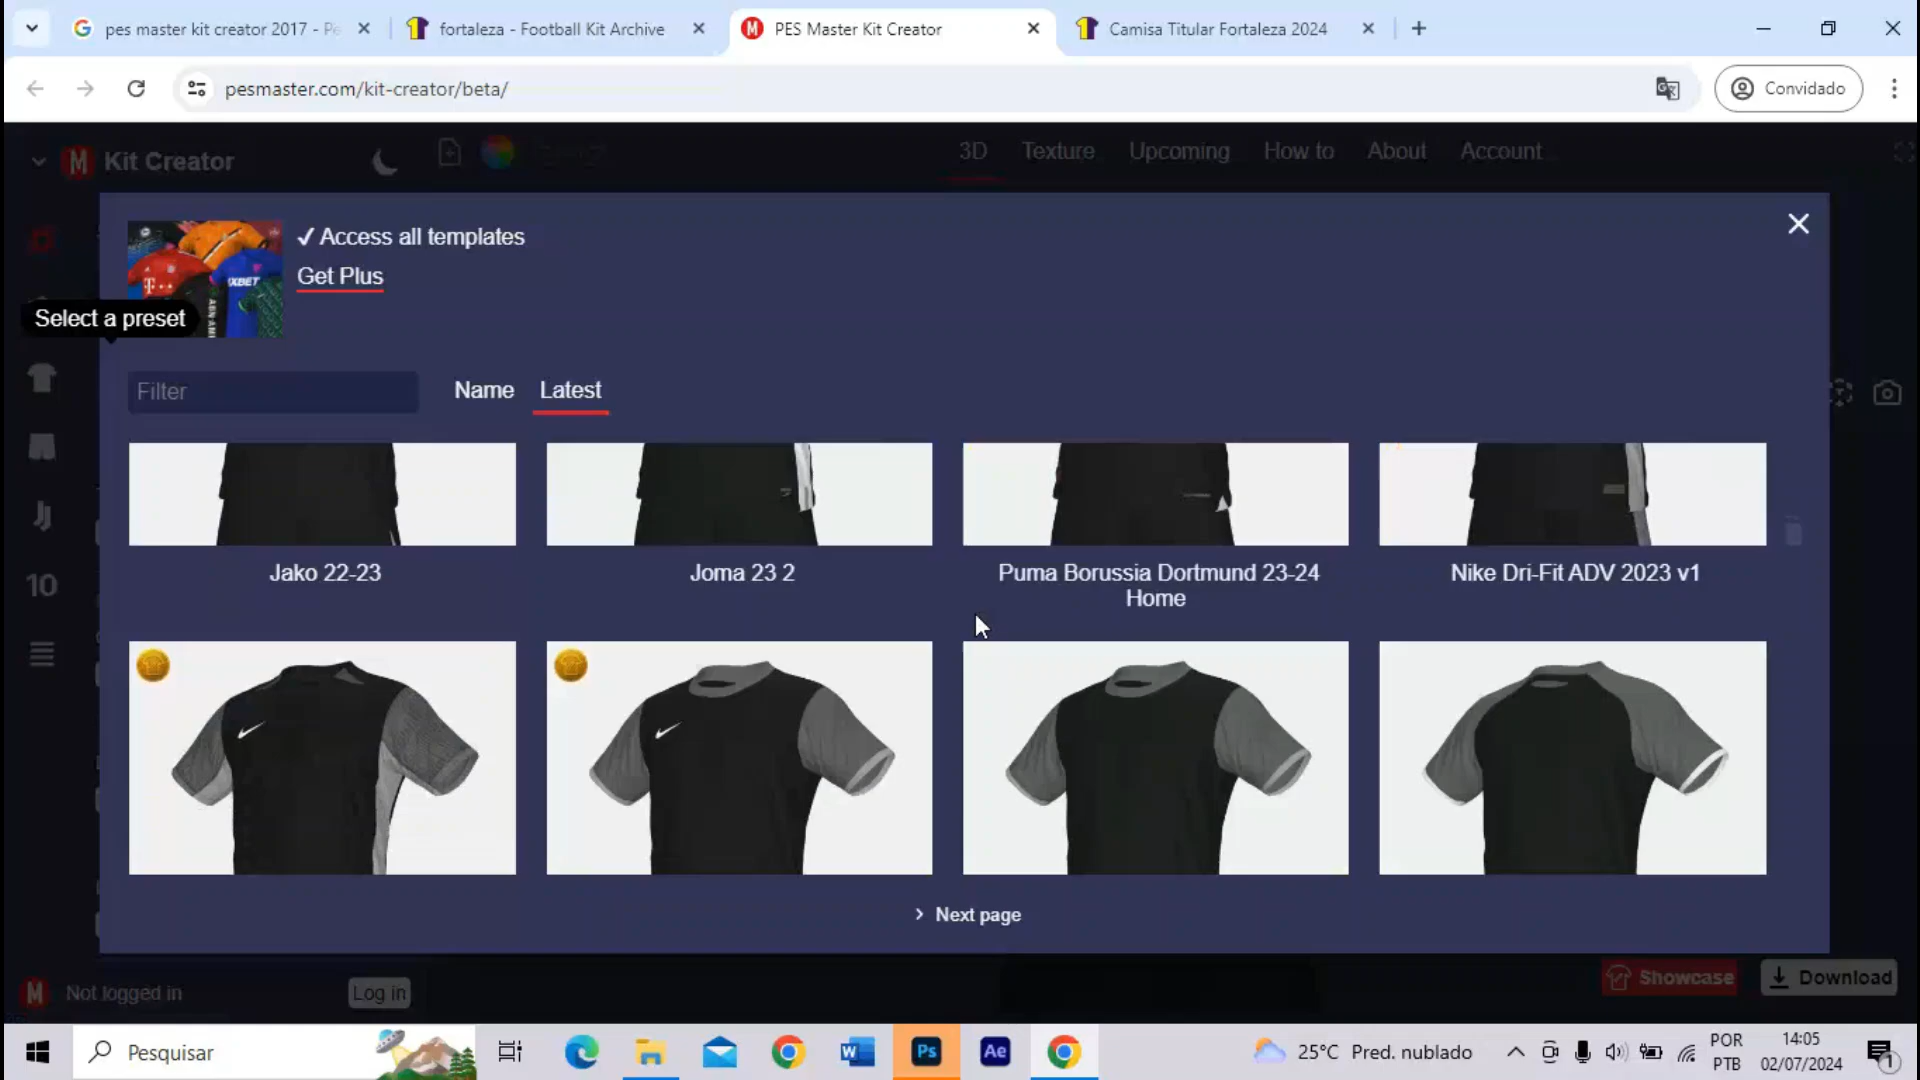 pes master kit creator 2017 - Pe
fortaleza - Football Kit Archive
PES Master Kit Creator
Camisa Titular Fortaleza 2024
pesmaster.com/kit-creator/beta/
Convidado
Kit Creator
3D
Texture
Upcoming
How to
About
Account
✓ Access all templates
Get Plus
Select a preset
Filter
Name
Latest
Jako 22-23
Joma 23 2
Puma Borussia Dortmund 23-24
Home
Nike Dri-Fit ADV 2023 v1
10
Next page
Not logged in
Log in
Showcase
Download
Pesquisar
25°C Pred. nublado
POR
PTB
14:05
02/07/2024